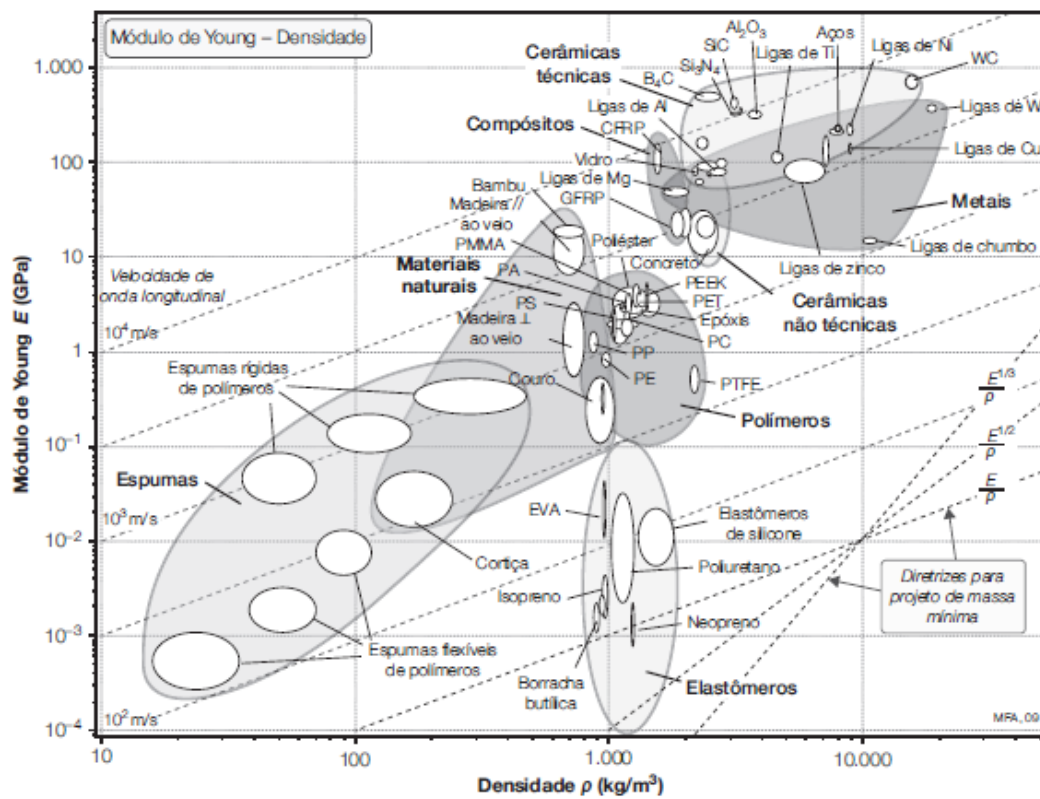 Módulo de Young – Densidade
Módulo de Young E (GPa)
1.000
100
10
1
10⁻¹
10⁻²
10⁻³
10⁻⁴
10
100
1.000
10.000
Densidade ρ (kg/m³)
Cerâmicas
técnicas
Al₂O₃
SiC
Si₃N₄
B₄C
Ligas de Ti
Aços
Ligas de Ni
WC
Ligas de W
Ligas de Cu
Ligas de Al
Compósitos
CFRP
Vidro
Ligas de Mg
GFRP
Metais
Ligas de chumbo
Ligas de zinco
Bambu
Madeira //
ao veio
PMMA
Poliéster
Concreto
Materiais
naturais
PA
PS
PEEK
PET
Epóxis
PC
Cerâmicas
não técnicas
Madeira ⊥
ao veio
PP
PE
Couro
PTFE
Polímeros
Velocidade de
onda longitudinal
10⁴ m/s
10³ m/s
10² m/s
Espumas rígidas
de polímeros
Espumas
Cortiça
Espumas flexíveis
de polímeros
EVA
Elastômeros
de silicone
Poliuretano
Isopreno
Neopreno
Borracha
butílica
Elastômeros
E^1/3
ρ
E^1/2
ρ
E
ρ
Diretrizes para
projeto de massa
mínima
MFA, 09